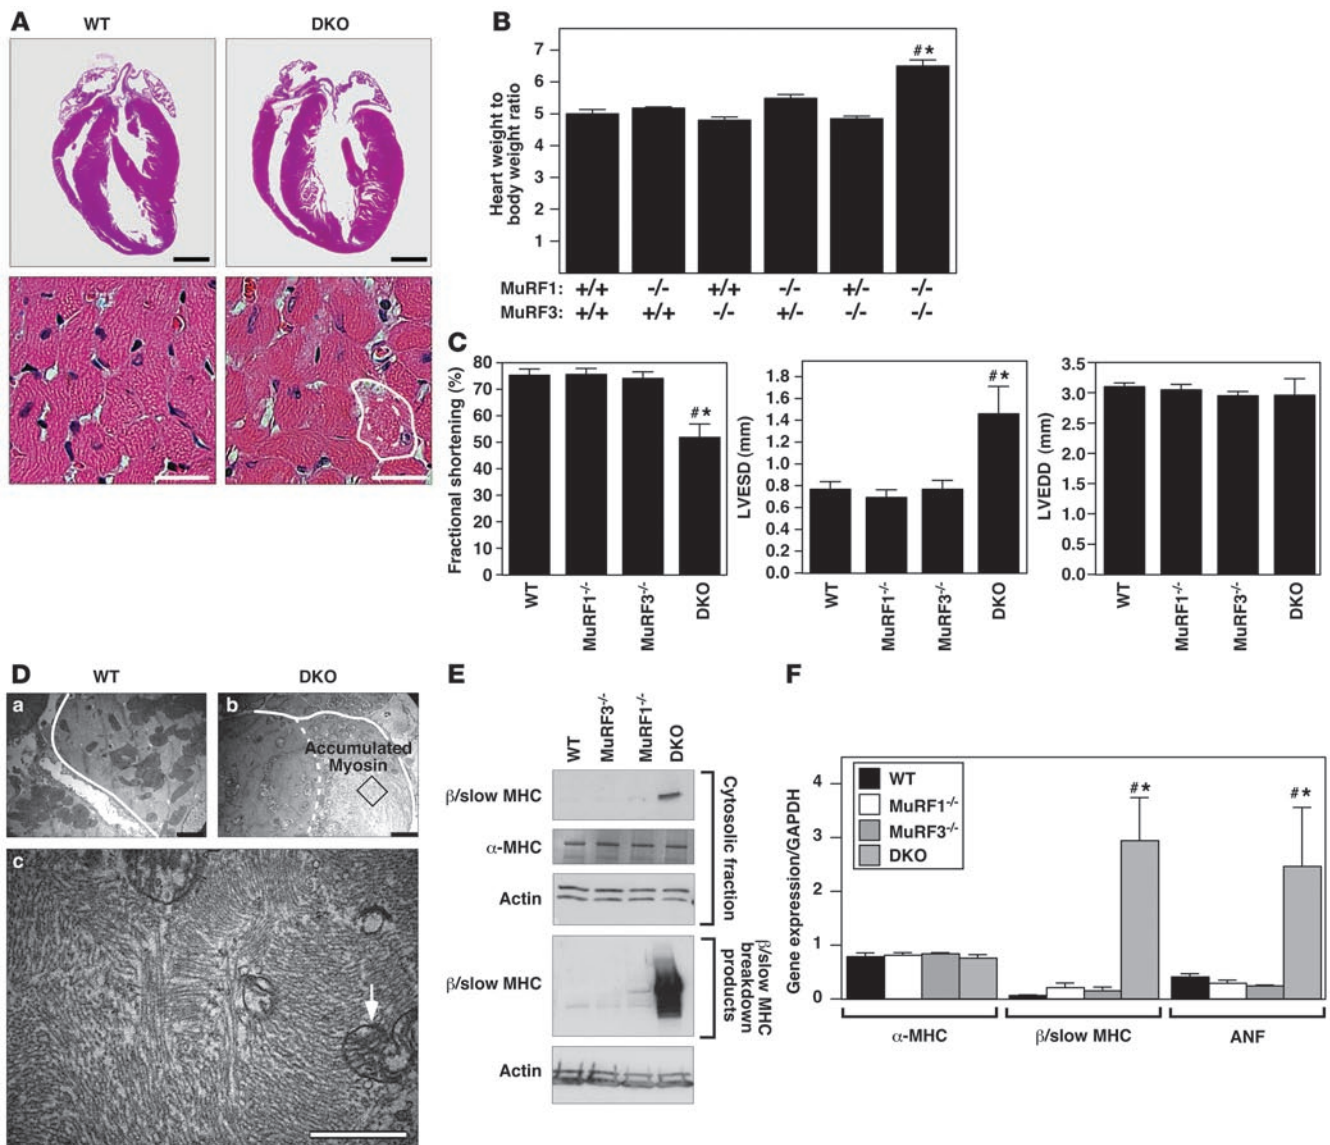 A
WT
DKO
B
Heart weight to
body weight ratio
7
6
5
4
3
2
1
#*
MuRF1: +/+ -/- +/+ -/- +/- -/-
MuRF3: +/+ +/+ -/- +/- -/- -/-
C
Fractional shortening (%)
80
70
60
50
40
30
20
10
0
#*
WT
MuRF1-/-
MuRF3-/-
DKO
LVESD (mm)
1.8
1.6
1.4
1.2
1.0
0.8
0.6
0.4
0.2
0.0
#*
WT
MuRF1-/-
MuRF3-/-
DKO
LVEDD (mm)
3.5
3.0
2.5
2.0
1.5
1.0
0.5
0.0
WT
MuRF1-/-
MuRF3-/-
DKO
D
WT
DKO
a
b
Accumulated
Myosin
c
E
WT
MuRF3-/-
MuRF1-/-
DKO
β/slow MHC
α-MHC
Actin
Cytosolic fraction
β/slow MHC
β/slow MHC
breakdown
products
Actin
F
Gene expression/GAPDH
4
3
2
1
0
WT
MuRF1-/-
MuRF3-/-
DKO
#*
#*
α-MHC
β/slow MHC
ANF